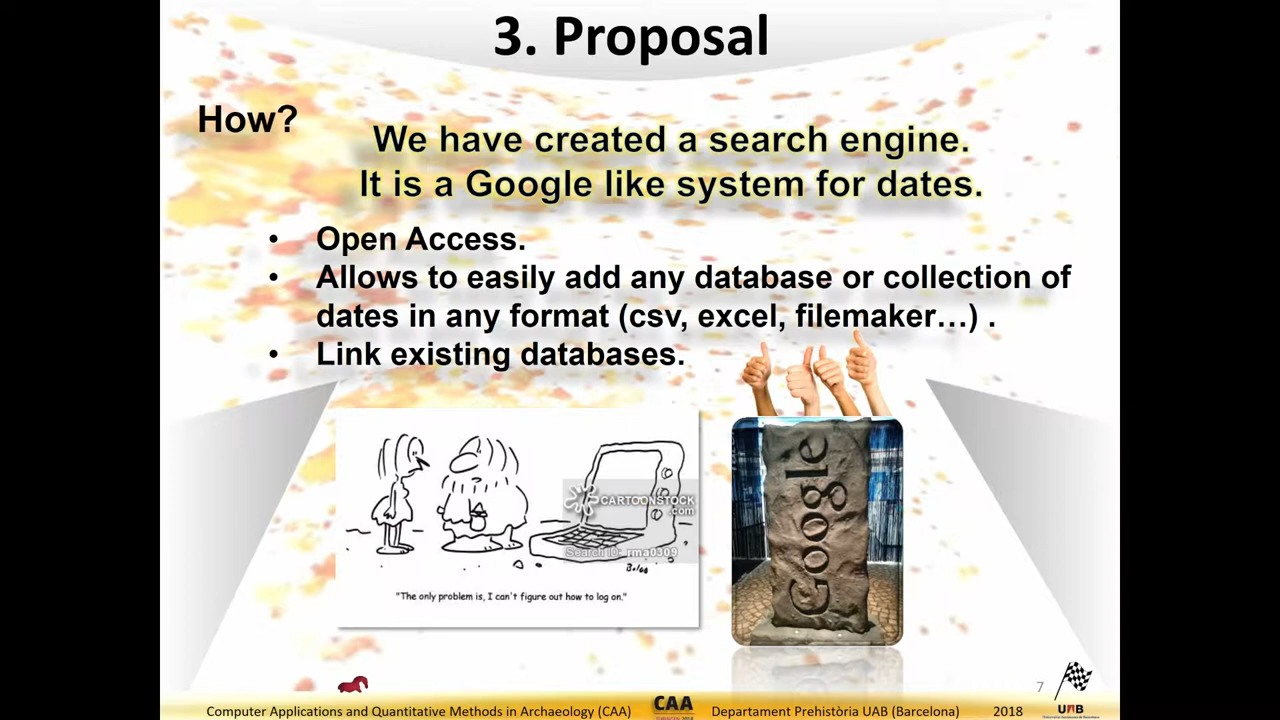 3. Proposal
How?
We have created a search engine.
It is a Google like system for dates.
• Open Access.
• Allows to easily add any database or collection of
dates in any format (csv, excel, filemaker…) .
• Link existing databases.
CARTOONSTOCK
.com
Search ID: rma0309
"The only problem is, I can't figure out how to log on."
Google
7
Computer Applications and Quantitative Methods in Archaeology (CAA)
CAA
Departament Prehistòria UAB (Barcelona)
2018
UAB